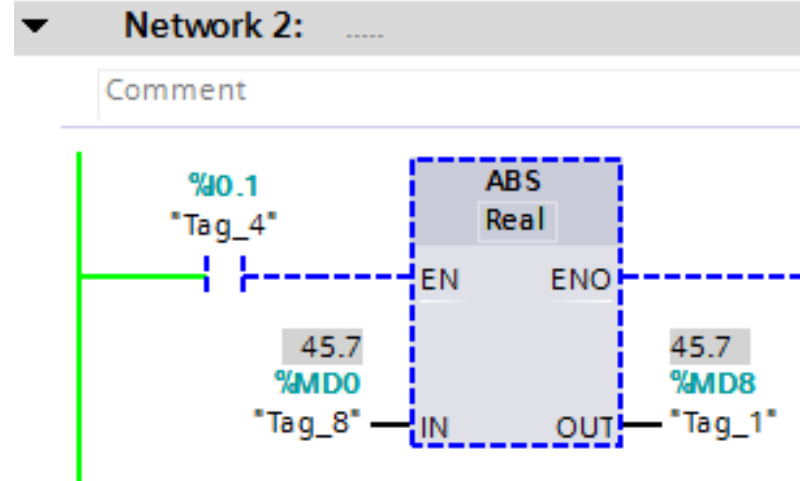 Network 2: .....
Comment
%I0.1
"Tag_4"
ABS
Real
EN
ENO
45.7
%MD0
"Tag_8"
IN
OUT
45.7
%MD8
"Tag_1"